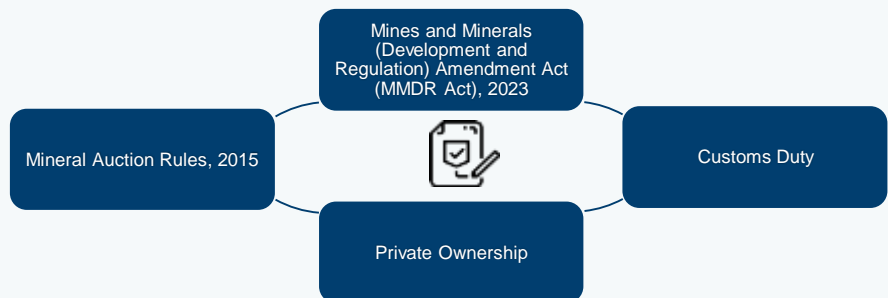 Mines and Minerals
(Development and
Regulation) Amendment Act
(MMDR Act), 2023
Mineral Auction Rules, 2015
Customs Duty
Private Ownership